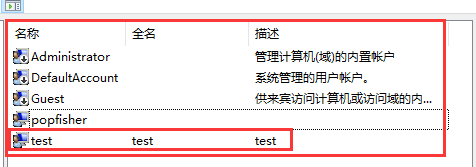 名称 全名 描述
Administrator 管理计算机(域)的内置帐户
DefaultAccount 系统管理的用户帐户。
Guest 供来宾访问计算机或访问域的内...
popfisher
test test test